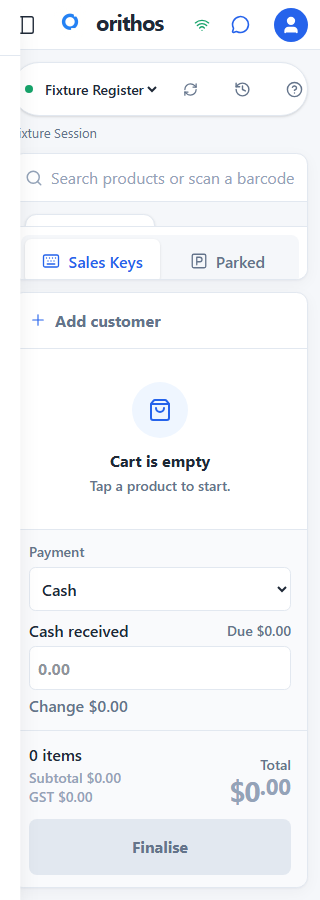 orithos
Fixture Register
ixture Session
Search products or scan a barcode
Sales Keys
Parked
Add customer
Cart is empty
Tap a product to start.
Payment
Cash
Cash received
Due $0.00
0.00
Change $0.00
0 items
Subtotal $0.00
GST $0.00
Total
$0.00
Finalise